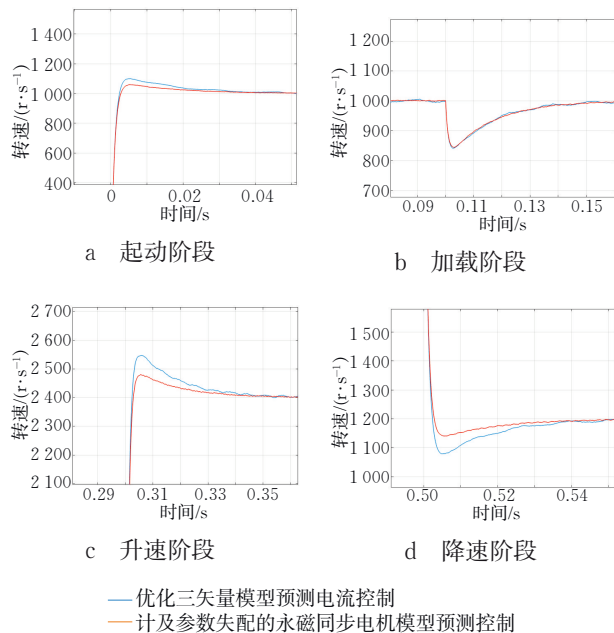 1 400
1 200
1 000
800
600
400
转速/(r·s⁻¹)
0
0.02
0.04
时间/s
a 起动阶段
1 200
1 100
1 000
900
800
700
转速/(r·s⁻¹)
0.09
0.11
0.13
0.15
时间/s
b 加载阶段
2 700
2 600
2 500
2 400
2 300
2 200
2 100
转速/(r·s⁻¹)
0.29
0.31
0.33
0.35
时间/s
c 升速阶段
1 500
1 400
1 300
1 200
1 100
1 000
转速/(r·s⁻¹)
0.50
0.52
0.54
时间/s
d 降速阶段
优化三矢量模型预测电流控制
计及参数失配的永磁同步电机模型预测控制